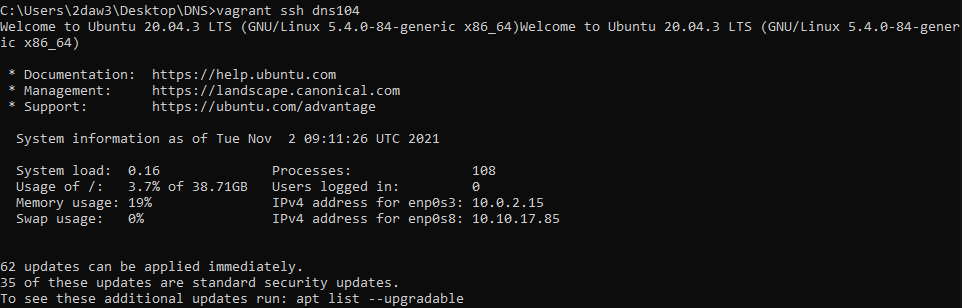 C:\Users\2daw3\Desktop\DNS>vagrant ssh dns104
Welcome to Ubuntu 20.04.3 LTS (GNU/Linux 5.4.0-84-generic x86_64)Welcome to Ubuntu 20.04.3 LTS (GNU/Linux 5.4.0-84-gener
ic x86_64)
 * Documentation:  https://help.ubuntu.com
 * Management:     https://landscape.canonical.com
 * Support:        https://ubuntu.com/advantage
  System information as of Tue Nov  2 09:11:26 UTC 2021
  System load:  0.16              Processes:               108
  Usage of /:   3.7% of 38.71GB   Users logged in:         0
  Memory usage: 19%               IPv4 address for enp0s3: 10.0.2.15
  Swap usage:   0%                IPv4 address for enp0s8: 10.10.17.85
62 updates can be applied immediately.
35 of these updates are standard security updates.
To see these additional updates run: apt list --upgradable